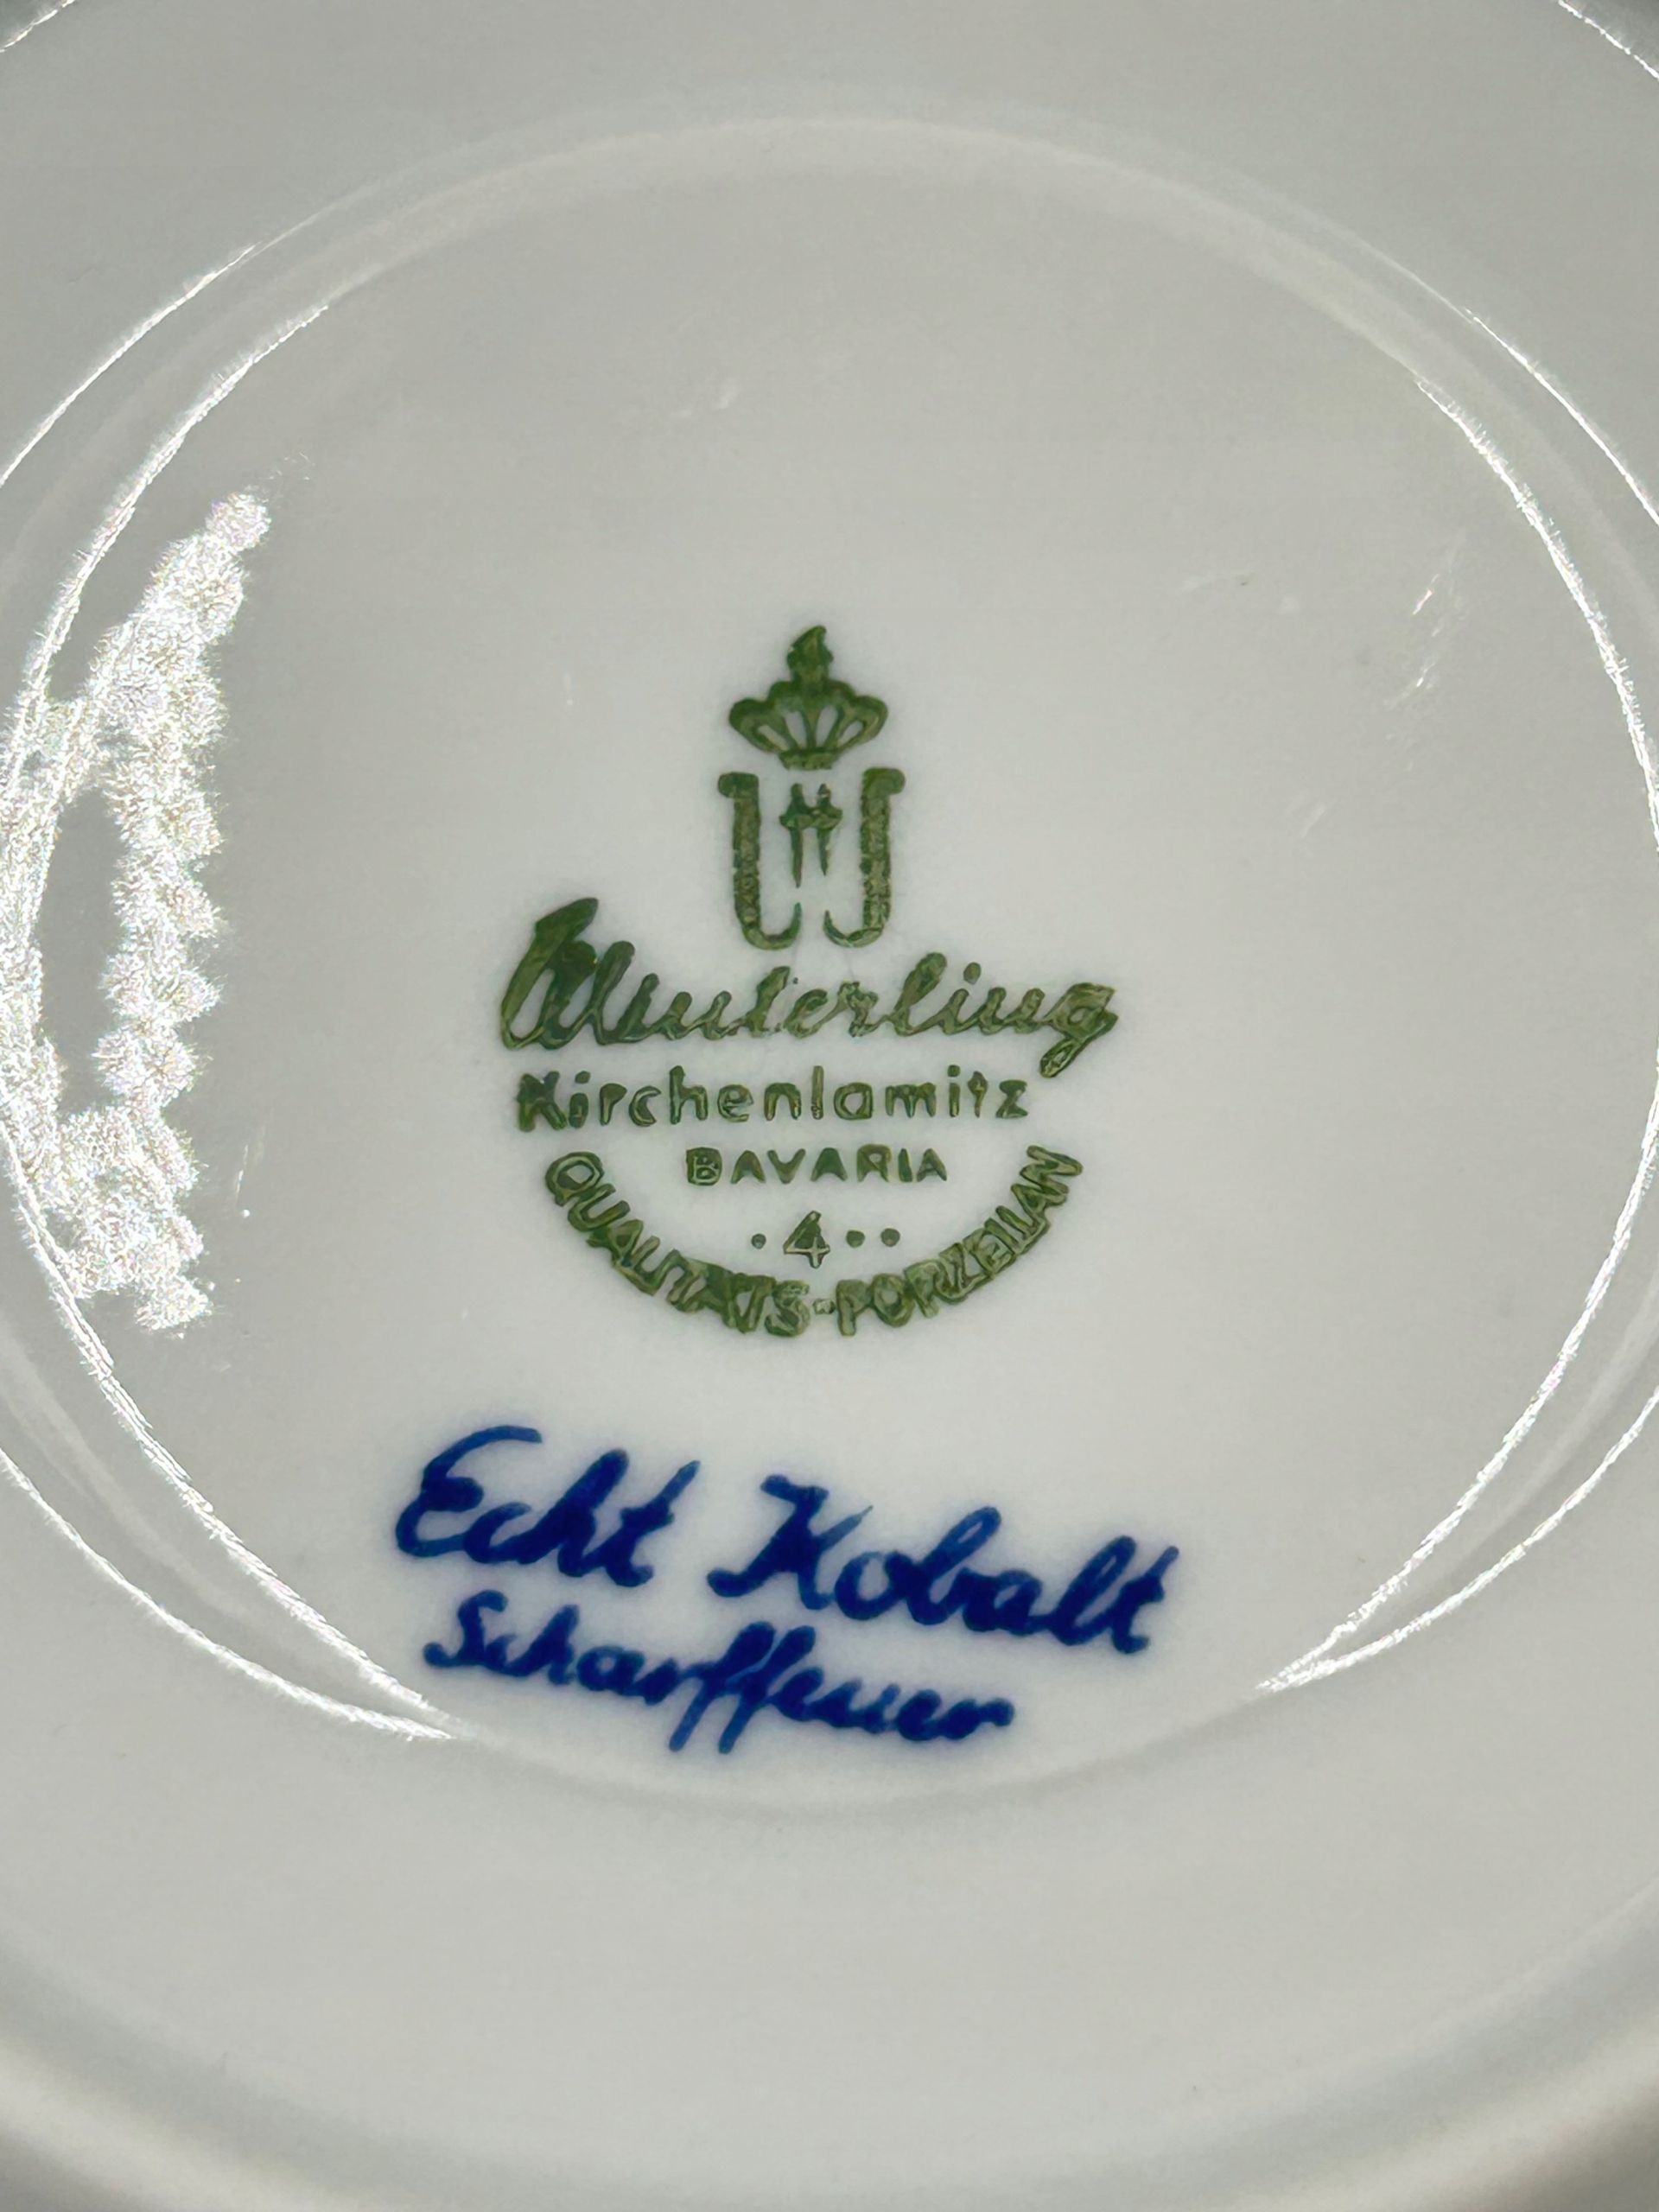 W
Winterling
Kirchenlamitz
BAVARIA
·4··
QUALITÄTS-PORZELLAN
Echt Kobalt
Scharffeuer